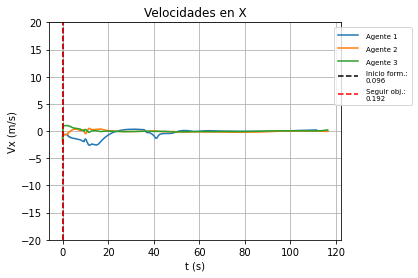 Velocidades en X
Vx (m/s)
20
15
10
5
0
−5
−10
−15
−20
0
20
40
60
80
100
120
t (s)
Agente 1
Agente 2
Agente 3
Inicio form.:
0.096
Seguir obj.:
0.192